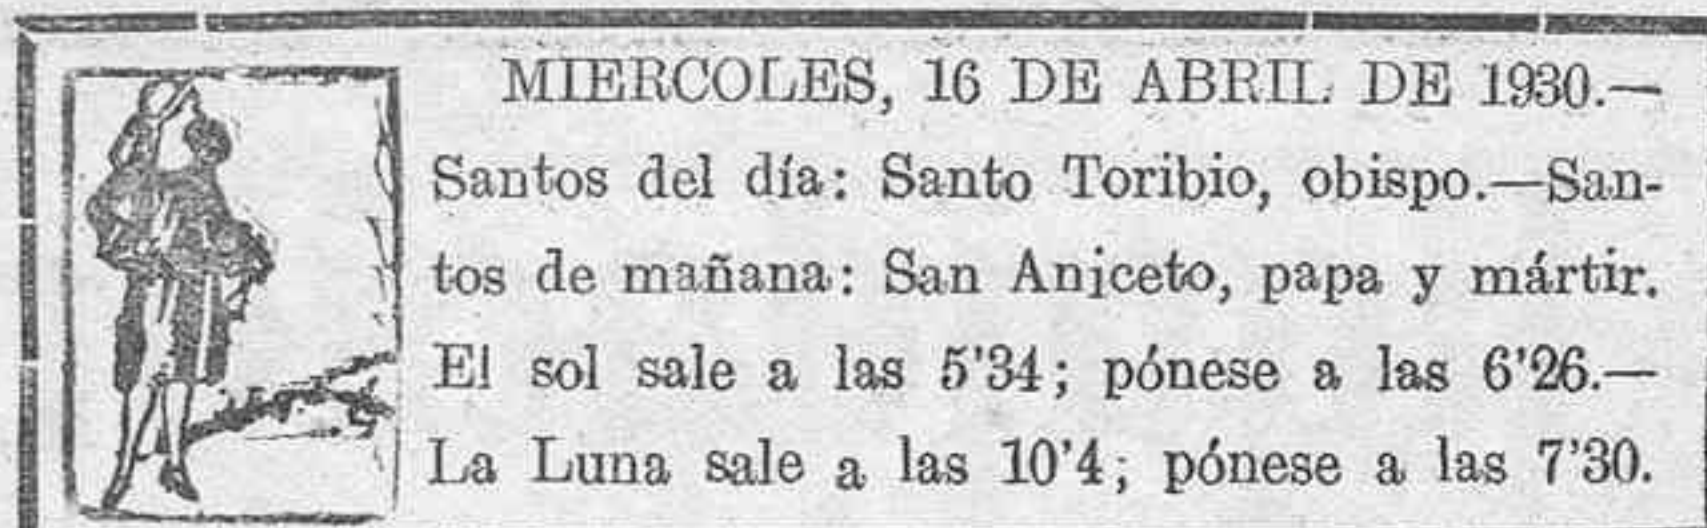 MIERCOLES, 16 DE ABRIL DE 1930.—
Santos del día: Santo Toribio, obispo.—San-
tos de mañana: San Aniceto, papa y mártir.
El sol sale a las 5'34; pónese a las 6'26.—
La Luna sale a las 10'4; pónese a las 7'30.